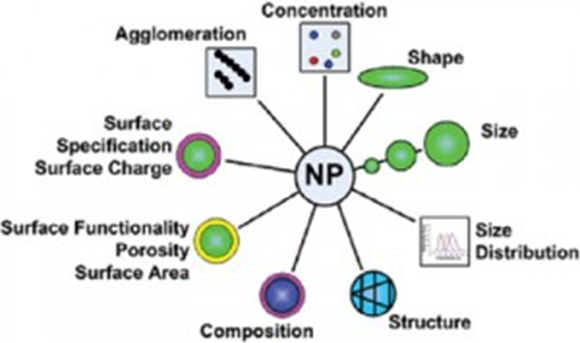 Concentration
Agglomeration
Shape
Surface
Specification
Surface Charge
Size
NP
Surface Functionality
Porosity
Surface Area
Size
Distribution
Composition
Structure